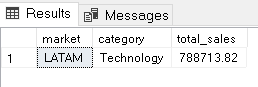 Results Messages
market category total_sales
1 LATAM Technology 788713.82